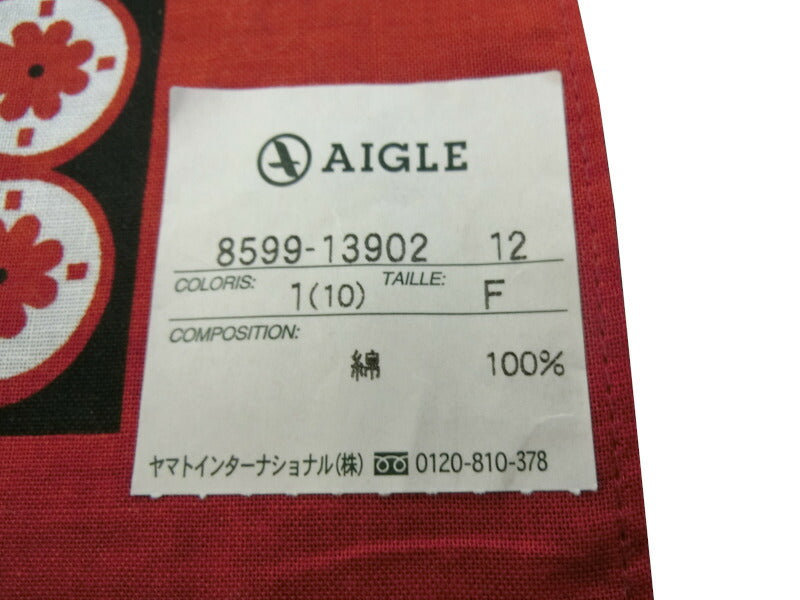 AIGLE
8599-13902 12
COLORIS: 1(10) TAILLE: F
COMPOSITION:
綿 100%
ヤマトインターナショナル(株) 0120-810-378